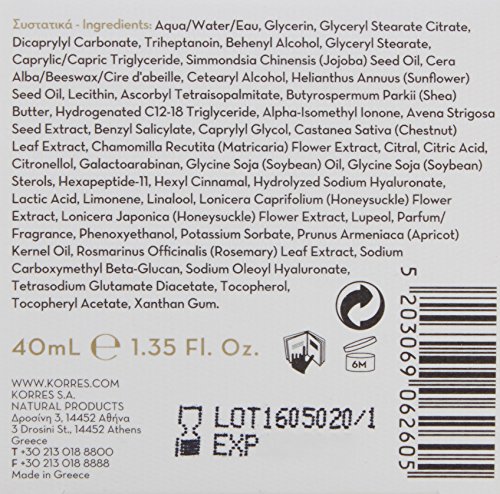 Συστατικά - Ingredients: Aqua/Water/Eau, Glycerin, Glyceryl Stearate Citrate,
Dicaprylyl Carbonate, Triheptanoin, Behenyl Alcohol, Glyceryl Stearate,
Caprylic/Capric Triglyceride, Simmondsia Chinensis (Jojoba) Seed Oil, Cera
Alba/Beeswax/Cire d'abeille, Cetearyl Alcohol, Helianthus Annuus (Sunflower)
Seed Oil, Lecithin, Ascorbyl Tetraisopalmitate, Butyrospermum Parkii (Shea)
Butter, Hydrogenated C12-18 Triglyceride, Alpha-Isomethyl Ionone, Avena Strigosa
Seed Extract, Benzyl Salicylate, Caprylyl Glycol, Castanea Sativa (Chestnut)
Leaf Extract, Chamomilla Recutita (Matricaria) Flower Extract, Citral, Citric Acid,
Citronellol, Galactoarabinan, Glycine Soja (Soybean) Oil, Glycine Soja (Soybean)
Sterols, Hexapeptide-11, Hexyl Cinnamal, Hydrolyzed Sodium Hyaluronate,
Lactic Acid, Limonene, Linalool, Lonicera Caprifolium (Honeysuckle) Flower
Extract, Lonicera Japonica (Honeysuckle) Flower Extract, Lupeol, Parfum/
Fragrance, Phenoxyethanol, Potassium Sorbate, Prunus Armeniaca (Apricot)
Kernel Oil, Rosmarinus Officinalis (Rosemary) Leaf Extract, Sodium
Carboxymethyl Beta-Glucan, Sodium Oleoyl Hyaluronate,
Tetrasodium Glutamate Diacetate, Tocopherol,
Tocopheryl Acetate, Xanthan Gum.
40mL e 1.35 Fl. Oz.
6M
5 203069 062605
WWW.KORRES.COM
KORRES S.A.
NATURAL PRODUCTS
Δροσίνη 3, 14452 Αθήνα
3 Drosini St., 14452 Athens
Greece
T +30 213 018 8800
F +30 213 018 8888
Made in Greece
LOT1605020/1
EXP